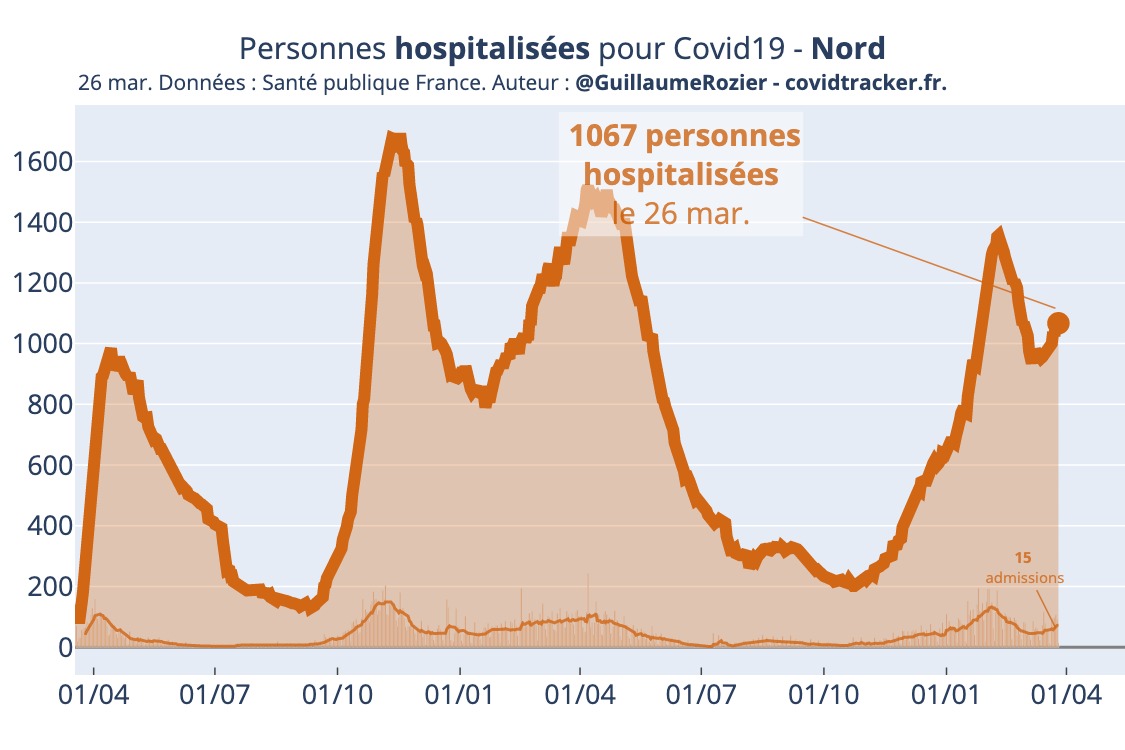 Personnes hospitalisées pour Covid19 - Nord
26 mar. Données : Santé publique France. Auteur : @GuillaumeRozier - covidtracker.fr.
1067 personnes
hospitalisées
le 26 mar.
1600
1400
1200
1000
800
600
400
200
0
15
admissions
01/04 01/07 01/10 01/01 01/04 01/07 01/10 01/01 01/04